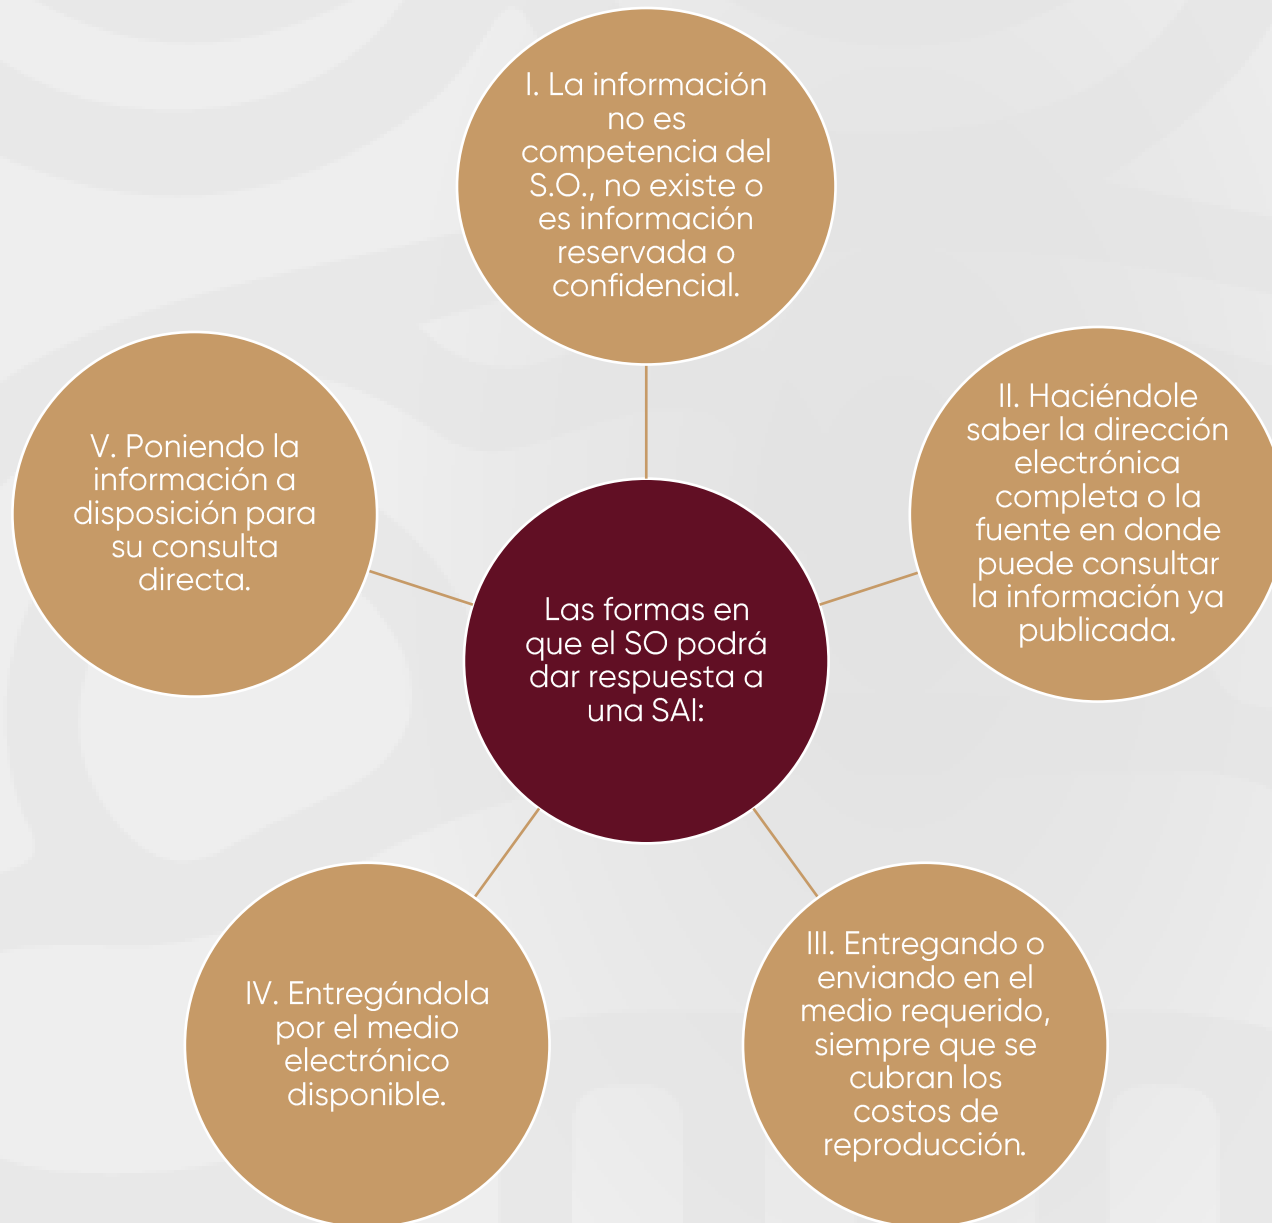 I. La información
no es
competencia del
S.O., no existe o
es información
reservada o
confidencial.
II. Haciéndole
saber la dirección
electrónica
completa o la
fuente en donde
puede consultar
la información ya
publicada.
V. Poniendo la
información a
disposición para
su consulta
directa.
Las formas en
que el SO podrá
dar respuesta a
una SAI:
III. Entregando o
enviando en el
medio requerido,
siempre que se
cubran los
costos de
reproducción.
IV. Entregándola
por el medio
electrónico
disponible.